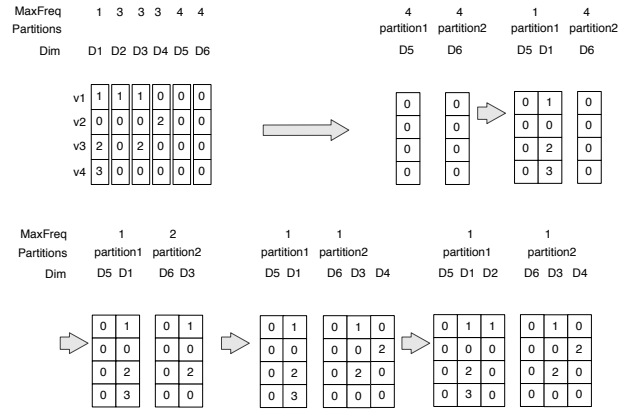 MaxFreq 1 3 3 3 4 4 4 4 1 4
Partitions partition1 partition2 partition1 partition2
Dim D1 D2 D3 D4 D5 D6 D5 D6 D5 D1 D6
v1 1 1 1 0 0 0 0 0 0 1 0
v2 0 0 0 2 0 0 0 0 0 0 0
v3 2 0 2 0 0 0 0 0 0 2 0
v4 3 0 0 0 0 0 0 0 0 3 0
MaxFreq 1 2 1 1 1 1
Partitions partition1 partition2 partition1 partition2 partition1 partition2
Dim D5 D1 D6 D3 D5 D1 D6 D3 D4 D5 D1 D2 D6 D3 D4
0 1 0 1 0 1 0 1 0 0 1 1 0 1 0
0 0 0 0 0 0 0 0 2 0 0 0 0 0 2
0 2 0 2 0 2 0 2 0 0 2 0 0 2 0
0 3 0 0 0 3 0 0 0 0 3 0 0 0 0